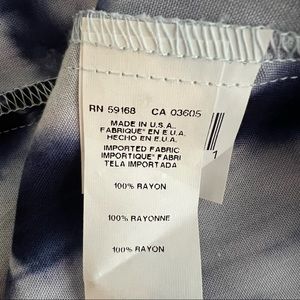 RN 59168 CA 03605
MADE IN U.S.A.
FABRIQUE' EN E.U.A.
HECHO EN E.U.A.
IMPORTED FABRIC
IMPORTIQUE' FABRI
TELA IMPORTADA
1
100% RAYON
100% RAYONNE
100% RAYON